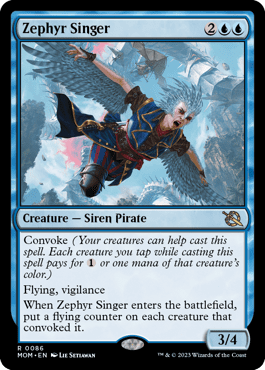 Zephyr Singer 2
Creature — Siren Pirate
Convoke (Your creatures can help cast this
spell. Each creature you tap while casting this
spell pays for 1 or one mana of that creature's
color.)
Flying, vigilance
When Zephyr Singer enters the battlefield,
put a flying counter on each creature that
convoked it.
3/4
R 0086
MOM • EN Lie Setiawan
™ & © 2023 Wizards of the Coast